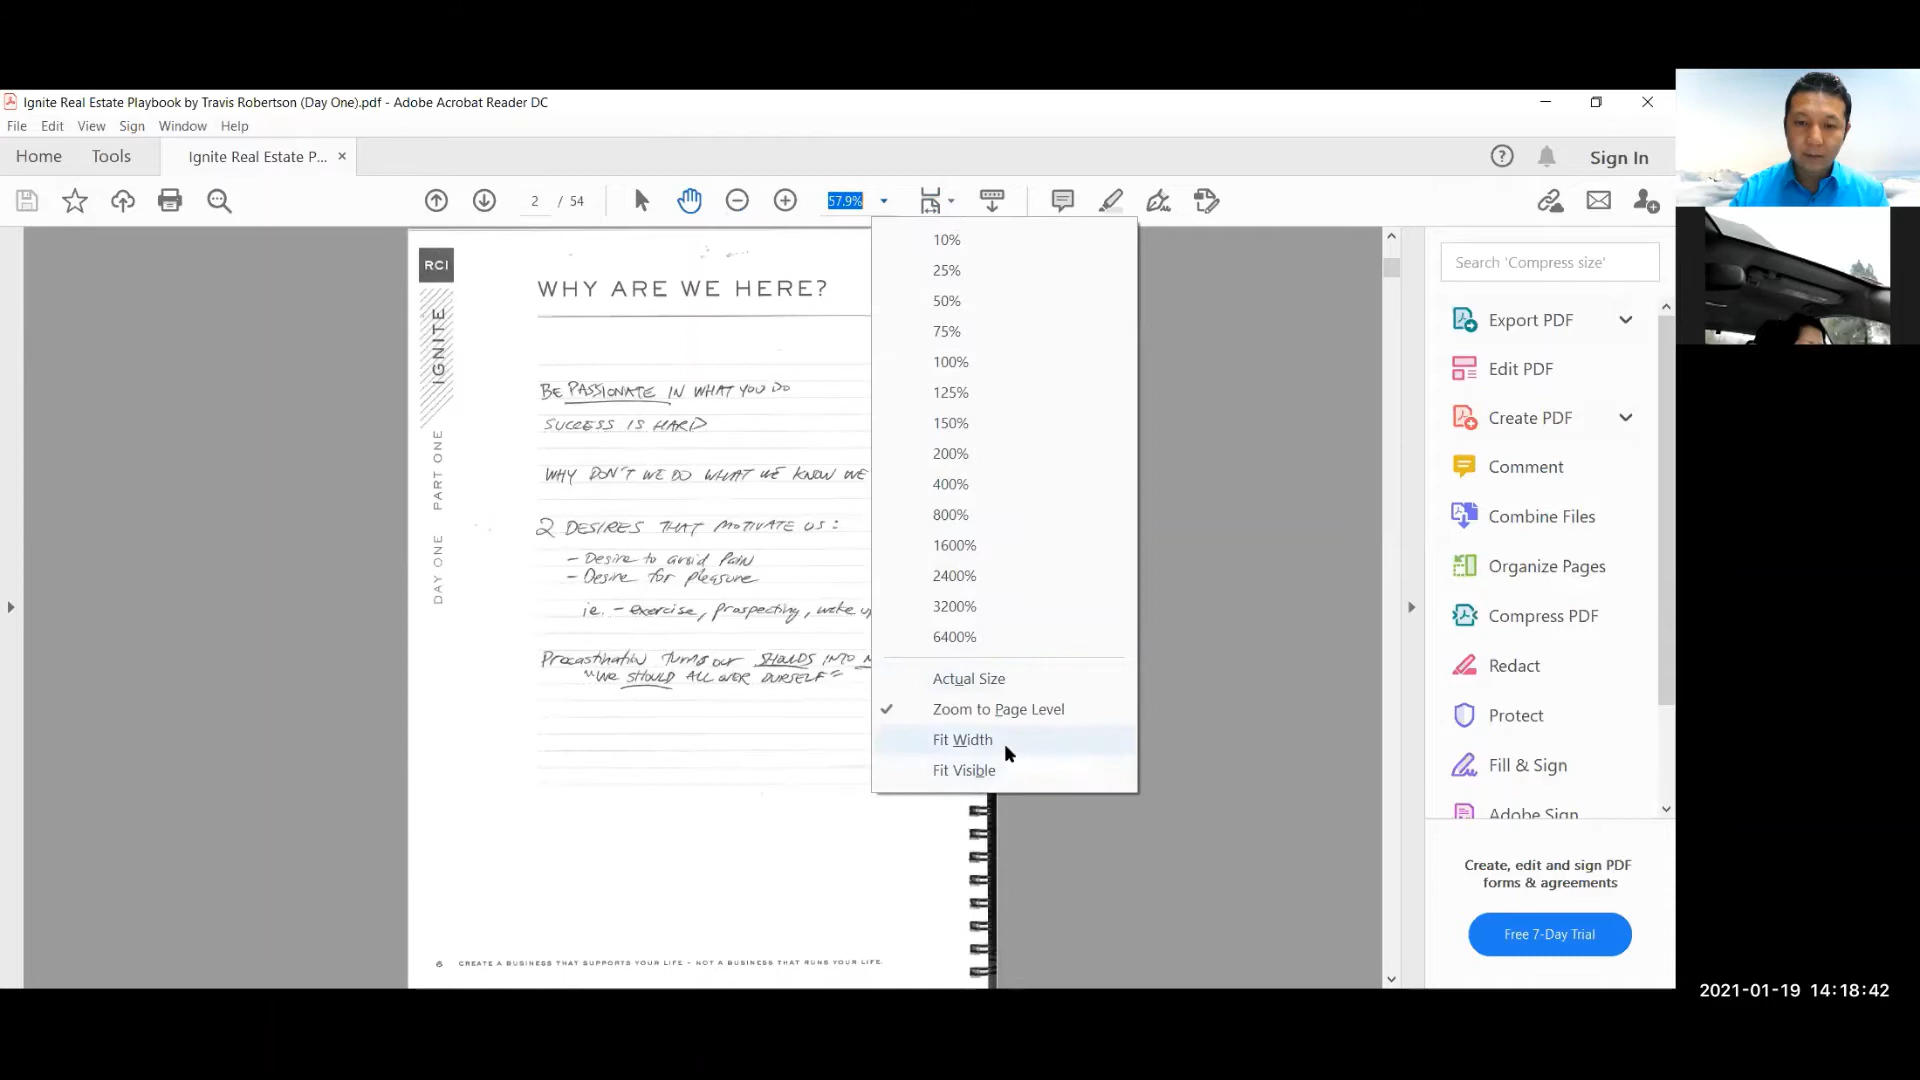 Ignite Real Estate Playbook by Travis Robertson (Day One).pdf - Adobe Acrobat Reader DC
File Edit View Sign Window Help
Home Tools Ignite Real Estate P... Sign In
2 / 54 57.9%
Search 'Compress size'
Export PDF
Edit PDF
Create PDF
Comment
Combine Files
Organize Pages
Compress PDF
Redact
Protect
Fill & Sign
Adobe Sign
Create, edit and sign PDF
forms & agreements
Free 7-Day Trial
10%
25%
50%
75%
100%
125%
150%
200%
400%
800%
1600%
2400%
3200%
6400%
Actual Size
Zoom to Page Level
Fit Width
Fit Visible
RCI
IGNITE
DAY ONE PART ONE
WHY ARE WE HERE?
BE PASSIONATE IN WHAT YOU DO
SUCCESS IS HARD
WHY DON'T WE DO WHAT WE KNOW WE
2 DESIRES THAT MOTIVATE US:
- Desire to avoid Pain
- Desire for pleasure
ie. - exercise, prospecting, wake up
Procastination turns our SHOULDS INTO
"We SHOULD ALL OVER OURSELF"
6 CREATE A BUSINESS THAT SUPPORTS YOUR LIFE - NOT A BUSINESS THAT RUNS YOUR LIFE.
2021-01-19 14:18:42